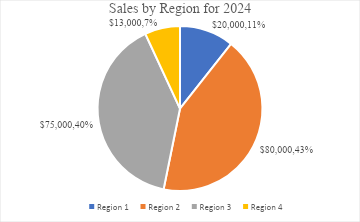 Sales by Region for 2024
$13,000,7%
$20,000,11%
$75,000,40%
$80,000,43%
Region 1 Region 2 Region 3 Region 4